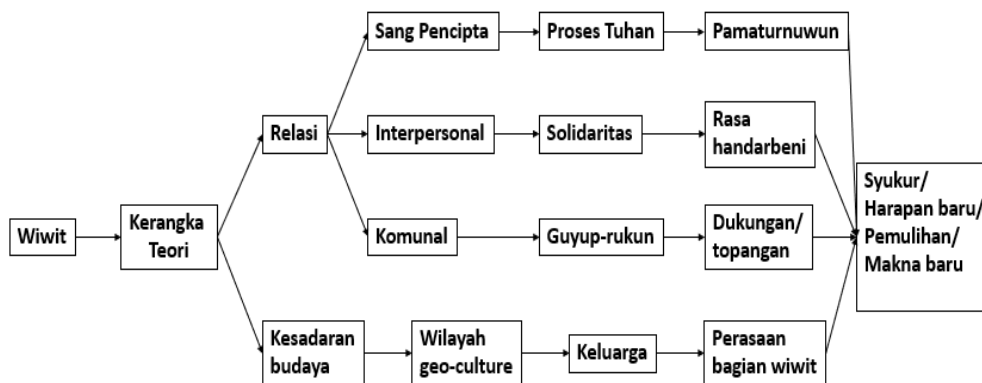 Sang Pencipta
Proses Tuhan
Pamaturnuwun
Relasi
Interpersonal
Solidaritas
Rasa
handarbeni
Wiwit
Kerangka
Teori
Komunal
Guyup-rukun
Dukungan/
topangan
Syukur/
Harapan baru/
Pemulihan/
Makna baru
Kesadaran
budaya
Wilayah
geo-culture
Keluarga
Perasaan
bagian wiwit